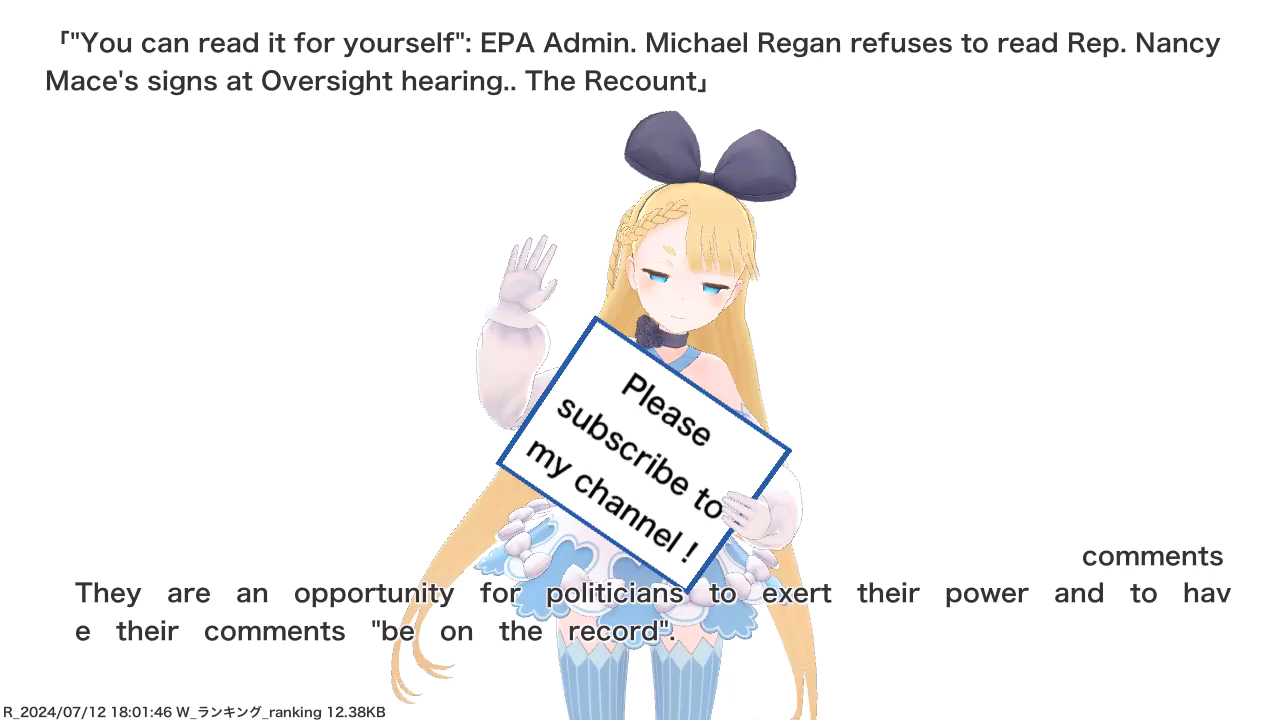 「"You can read it for yourself": EPA Admin. Michael Regan refuses to read Rep. Nancy
Mace's signs at Oversight hearing.. The Recount」
Please
subscribe to
my channel !
comments
They are an opportunity for politicians to exert their power and to hav
e their comments "be on the record".
R_2024/07/12 18:01:46 W_ランキング_ranking 12.38KB